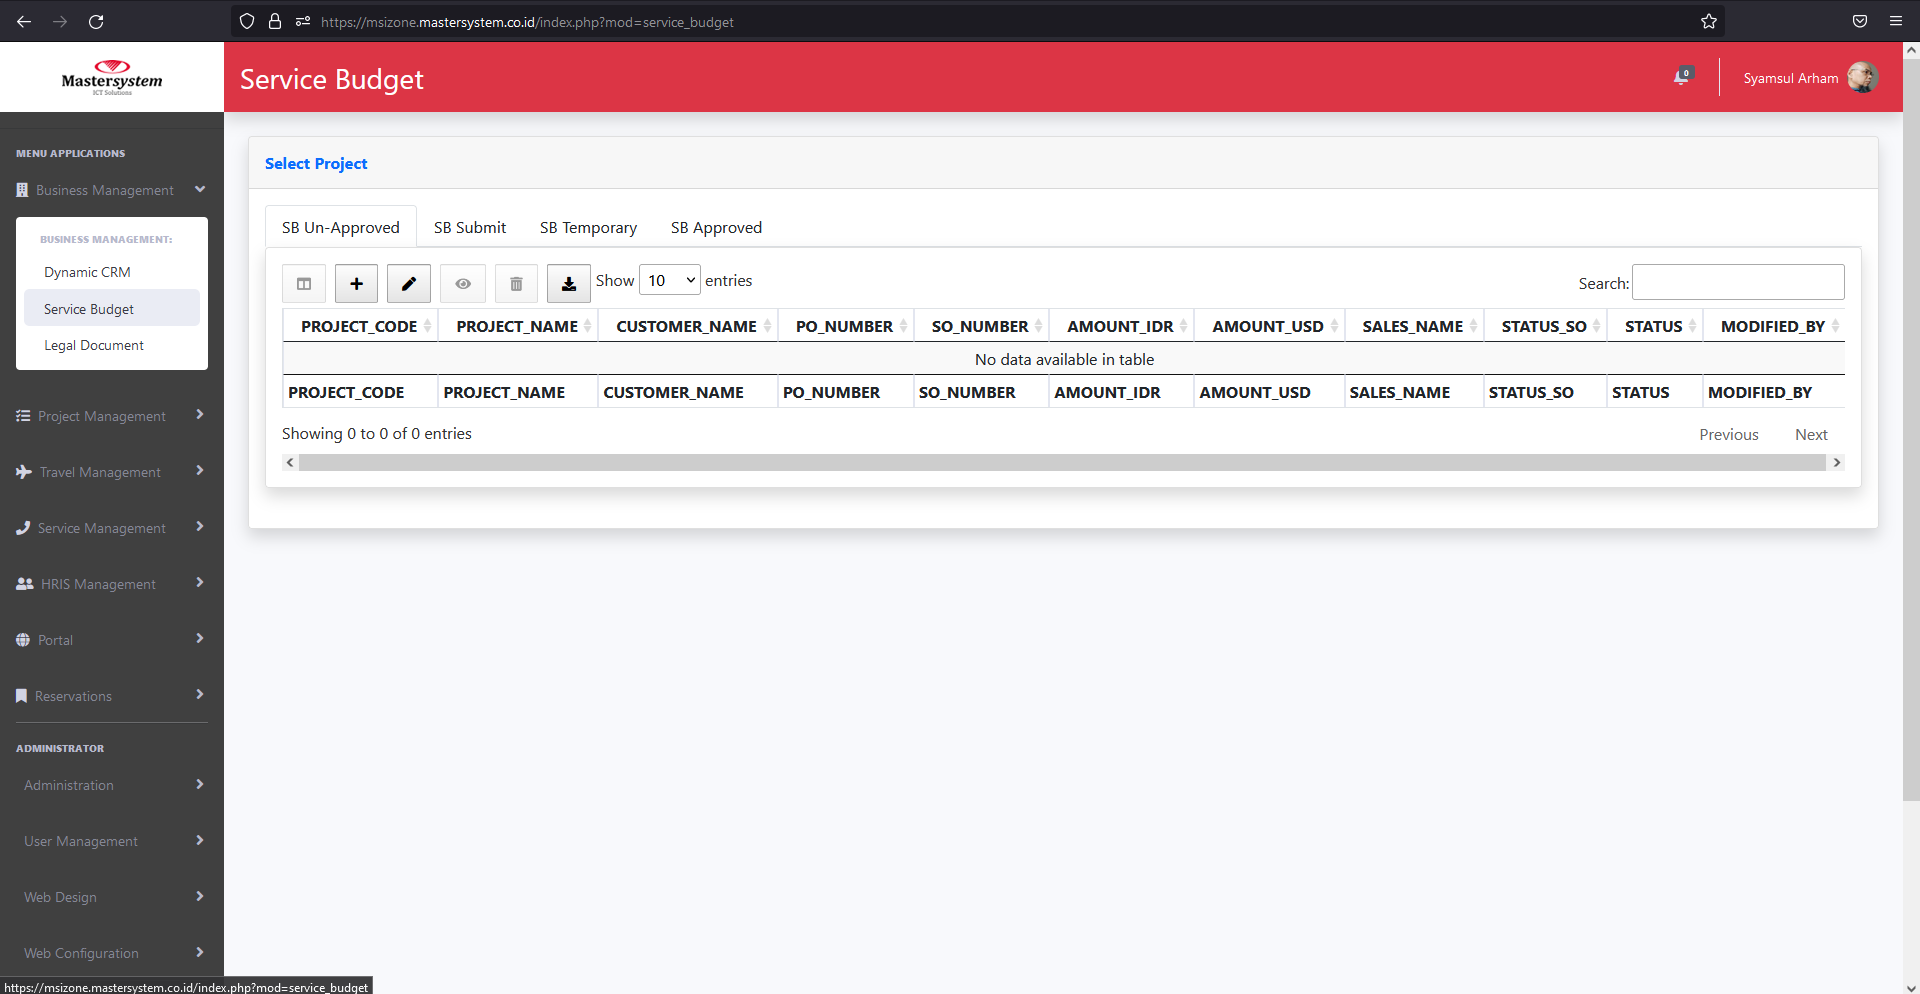 https://msizone.mastersystem.co.id/index.php?mod=service_budget
Mastersystem
ICT Solutions
Service Budget
0
Syamsul Arham
MENU APPLICATIONS
Business Management
BUSINESS MANAGEMENT:
Dynamic CRM
Service Budget
Legal Document
Project Management
Travel Management
Service Management
HRIS Management
Portal
Reservations
ADMINISTRATOR
Administration
User Management
Web Design
Web Configuration
Select Project
SB Un-Approved SB Submit SB Temporary SB Approved
Show 10 entries
Search:
PROJECT_CODE PROJECT_NAME CUSTOMER_NAME PO_NUMBER SO_NUMBER AMOUNT_IDR AMOUNT_USD SALES_NAME STATUS_SO STATUS MODIFIED_BY
No data available in table
PROJECT_CODE PROJECT_NAME CUSTOMER_NAME PO_NUMBER SO_NUMBER AMOUNT_IDR AMOUNT_USD SALES_NAME STATUS_SO STATUS MODIFIED_BY
Showing 0 to 0 of 0 entries
Previous Next
https://msizone.mastersystem.co.id/index.php?mod=service_budget